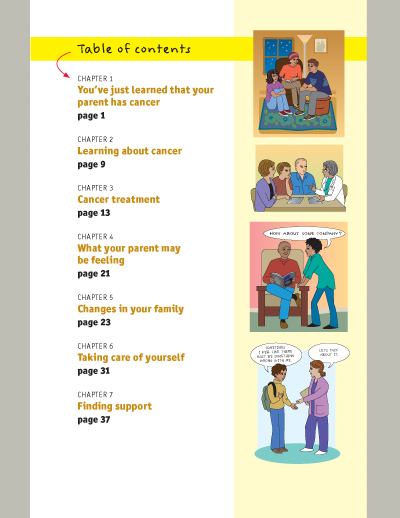 Table of contents
CHAPTER 1
You've just learned that your
parent has cancer
page 1
CHAPTER 2
Learning about cancer
page 9
CHAPTER 3
Cancer treatment
page 13
CHAPTER 4
What your parent may
be feeling
page 21
CHAPTER 5
Changes in your family
page 23
CHAPTER 6
Taking care of yourself
page 31
CHAPTER 7
Finding support
page 37
HOW ABOUT SOME COMPANY?
SOMETIMES
I FEEL LIKE THERE
MUST BE SOMETHING
WRONG WITH ME.
LET'S TALK
ABOUT IT.